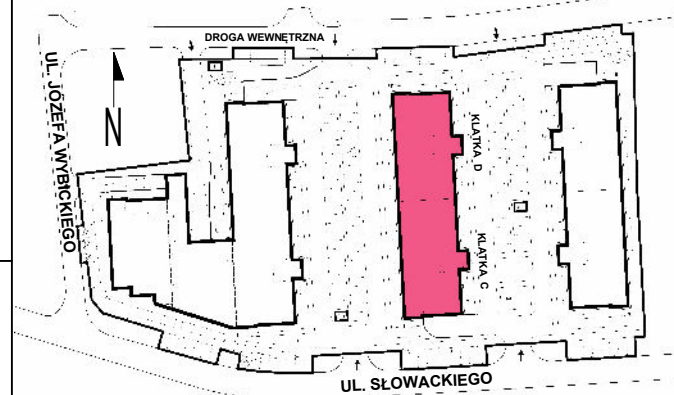 DROGA WEWNĘTRZNA
UL. JÓZEFA WYBICKIEGO
N
KLATKA D
KLATKA C
UL. SŁOWACKIEGO